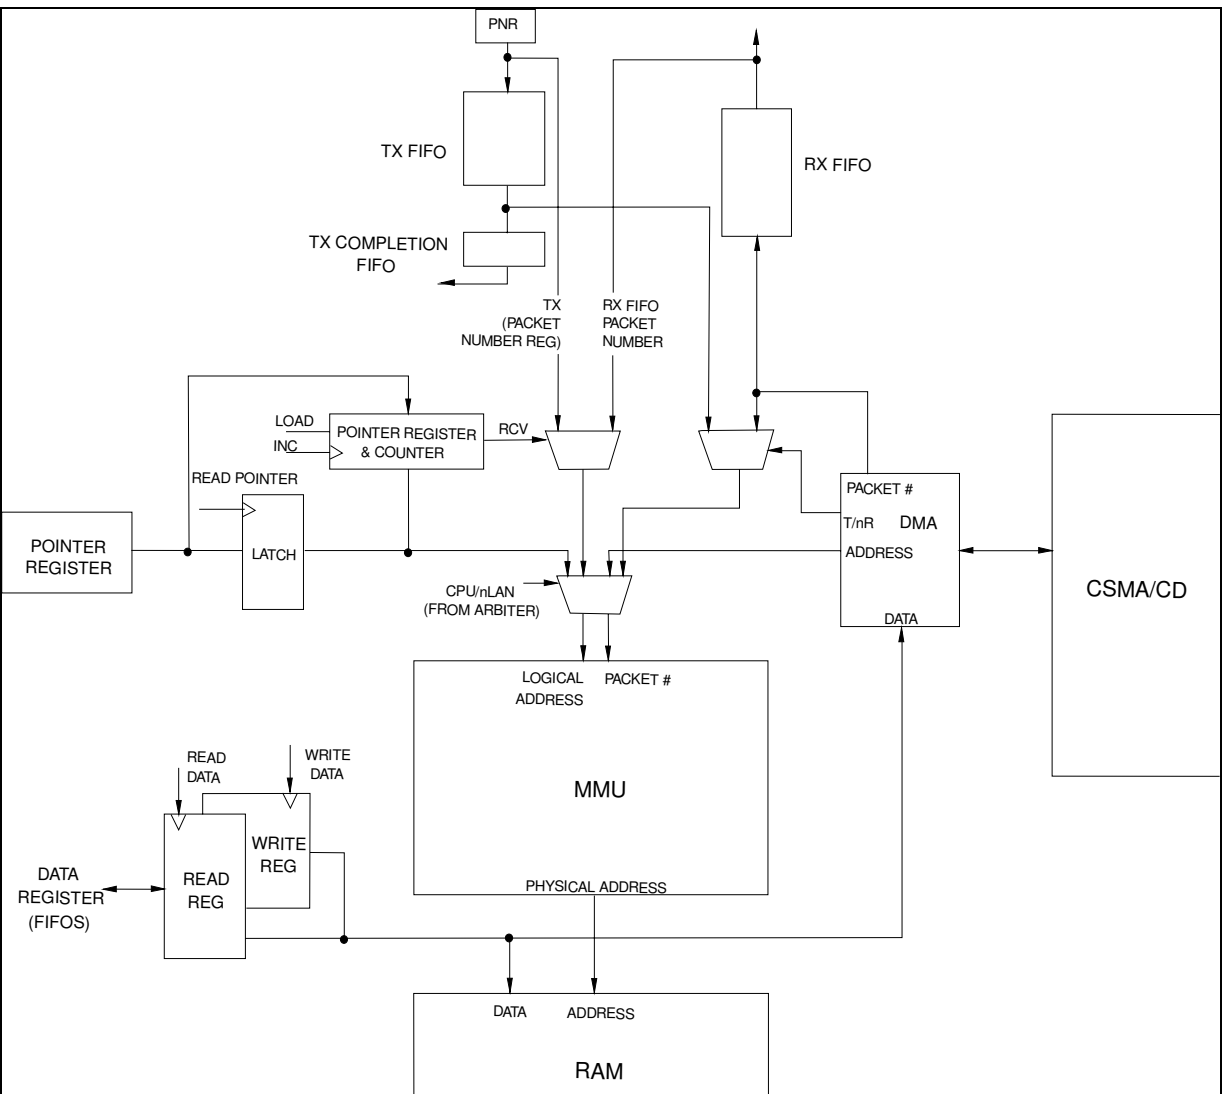 PNR
TX FIFO
RX FIFO
TX COMPLETION
FIFO
TX
(PACKET
NUMBER REG)
RX FIFO
PACKET
NUMBER
LOAD
INC
POINTER REGISTER
& COUNTER
RCV
READ POINTER
LATCH
POINTER
REGISTER
CPU/nLAN
(FROM ARBITER)
PACKET #
T/nR
DMA
ADDRESS
DATA
CSMA/CD
LOGICAL
ADDRESS
PACKET #
MMU
PHYSICAL ADDRESS
READ
DATA
WRITE
DATA
WRITE
REG
READ
REG
DATA
REGISTER
(FIFOS)
DATA
ADDRESS
RAM